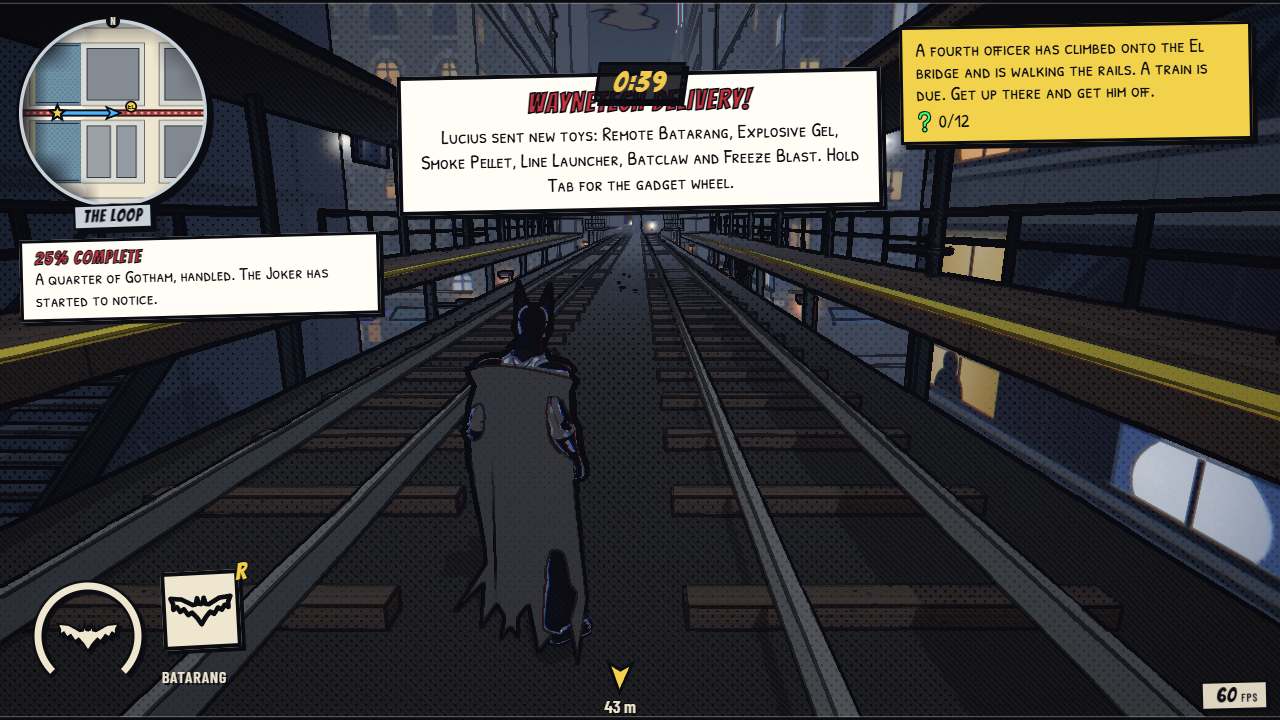 N
THE LOOP
25% COMPLETE
A QUARTER OF GOTHAM, HANDLED. THE JOKER HAS
STARTED TO NOTICE.
0:39
WAYNETECH DELIVERY!
LUCIUS SENT NEW TOYS: REMOTE BATARANG, EXPLOSIVE GEL,
SMOKE PELLET, LINE LAUNCHER, BATCLAW AND FREEZE BLAST. HOLD
TAB FOR THE GADGET WHEEL.
A FOURTH OFFICER HAS CLIMBED ONTO THE EL
BRIDGE AND IS WALKING THE RAILS. A TRAIN IS
DUE. GET UP THERE AND GET HIM OFF.
? 0/12
R
BATARANG
43 m
60 FPS